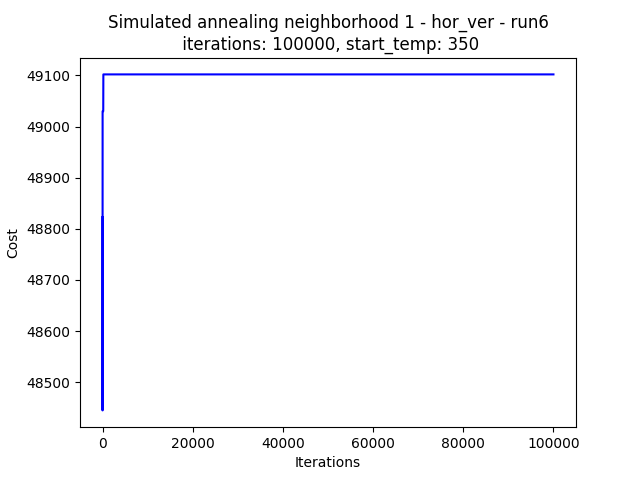 Simulated annealing neighborhood 1 - hor_ver - run6
iterations: 100000, start_temp: 350
49100
49000
48900
48800
48700
48600
48500
Cost
0 20000 40000 60000 80000 100000
Iterations